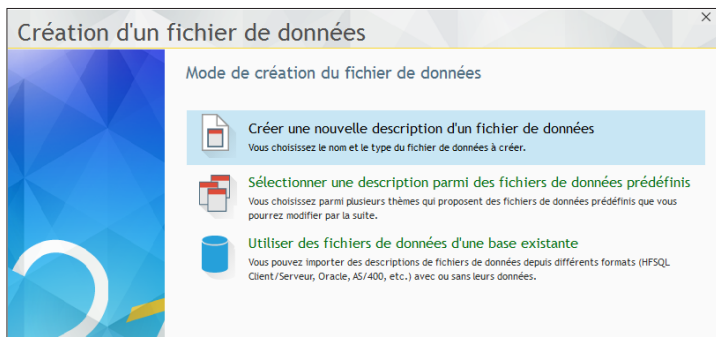 Création d'un fichier de données
Mode de création du fichier de données
Créer une nouvelle description d'un fichier de données
Vous choisissez le nom et le type du fichier de données à créer.
Sélectionner une description parmi des fichiers de données prédéfinis
Vous choisissez parmi plusieurs thèmes qui proposent des fichiers de données prédéfinis que vous
pourrez modifier par la suite.
Utiliser des fichiers de données d'une base existante
Vous pouvez importer des descriptions de fichiers de données depuis différents formats (HFSQL
Client/Serveur, Oracle, AS/400, etc.) avec ou sans leurs données.